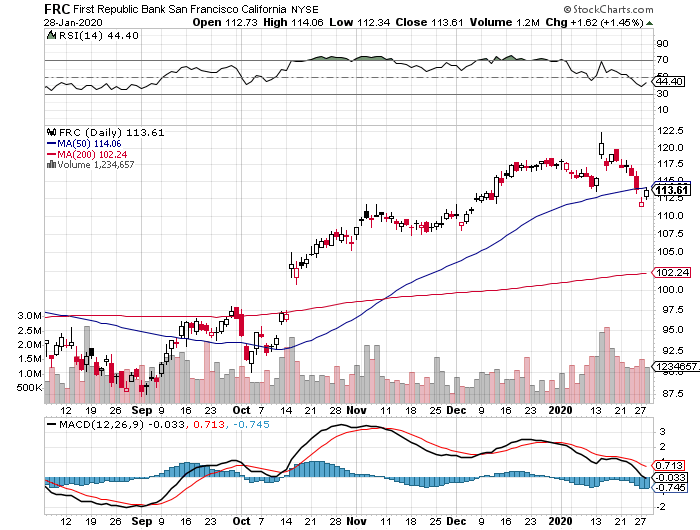 FRC First Republic Bank San Francisco California NYSE © StockCharts.com
28-Jan-2020 Open 112.73 High 114.06 Low 112.34 Close 113.61 Volume 1.2M Chg +1.62 (+1.45%)
RSI(14) 44.40
90
70
50
44.40
30
10
FRC (Daily) 113.61
MA(50) 114.06
MA(200) 102.24
Volume 1,234,657
122.5
120.0
117.5
113.61
112.5
110.0
107.5
105.0
102.24
100.0
97.5
95.0
92.5
1234657
90.0
87.5
3.0M
2.5M
2.0M
1.5M
1.0M
500K
12 19 26 Sep 9 16 23 Oct 7 14 21 Nov 11 18 25 Dec 9 16 23 2020 13 21 27
MACD(12,26,9) -0.033, 0.713, -0.745
3
2
1
0.713
-0.033
-0.745
-2
12 19 26 Sep 9 16 23 Oct 7 14 21 Nov 11 18 25 Dec 9 16 23 2020 13 21 27